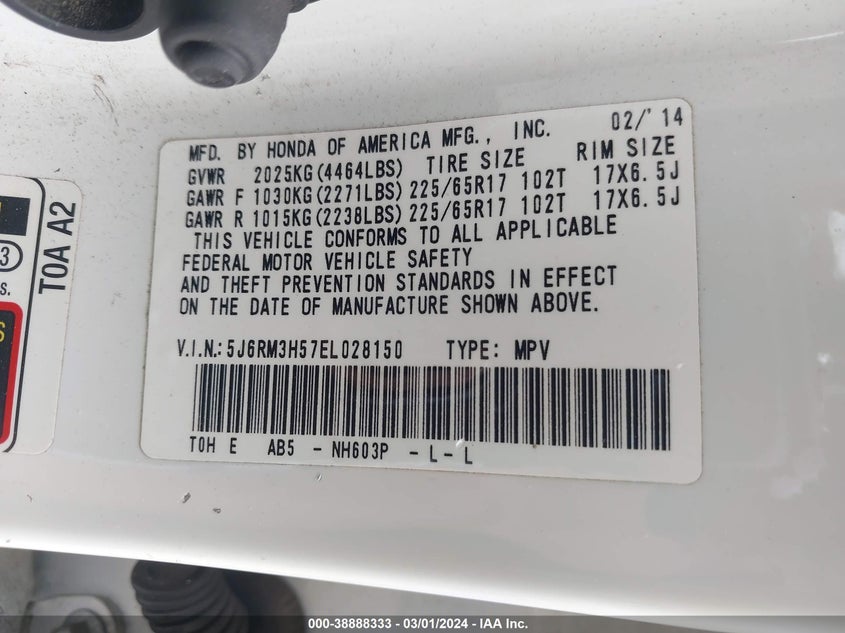 MFD. BY HONDA OF AMERICA MFG., INC. 02/'14
GVWR 2025KG(4464LBS) TIRE SIZE RIM SIZE
GAWR F 1030KG(2271LBS) 225/65R17 102T 17X6.5J
GAWR R 1015KG(2238LBS) 225/65R17 102T 17X6.5J
THIS VEHICLE CONFORMS TO ALL APPLICABLE
FEDERAL MOTOR VEHICLE SAFETY
AND THEFT PREVENTION STANDARDS IN EFFECT
ON THE DATE OF MANUFACTURE SHOWN ABOVE.
V.I.N.: 5J6RM3H57EL028150 TYPE: MPV
T0H E AB5 - NH603P - L - L
T0A A2
3
000-38888333 / 03/01/2024 - IAA Inc.